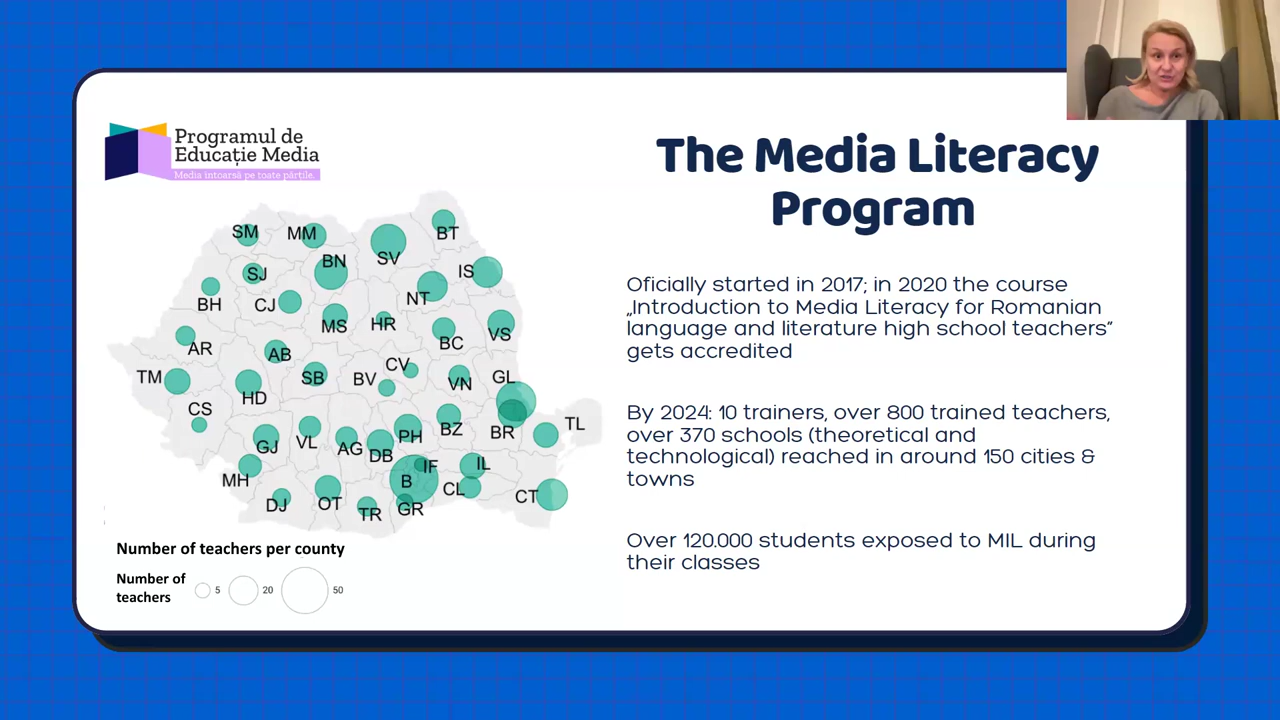 Programul de
Educație Media
Media întoarsă pe toate părțile.
The Media Literacy
Program
Oficially started in 2017; in 2020 the course
„Introduction to Media Literacy for Romanian
language and literature high school teachers”
gets accredited
By 2024: 10 trainers, over 800 trained teachers,
over 370 schools (theoretical and
technological) reached in around 150 cities &
towns
Over 120.000 students exposed to MIL during
their classes
SM
MM
BT
BN
SV
IS
SJ
BH
CJ
NT
MS
HR
BC
VS
AR
AB
CV
TM
SB
BV
VN
GL
HD
CS
GJ
VL
AG
DB
PH
BZ
BR
TL
MH
IF
IL
B
CL
CT
DJ
OT
TR
GR
Number of teachers per county
Number of
teachers
5
20
50